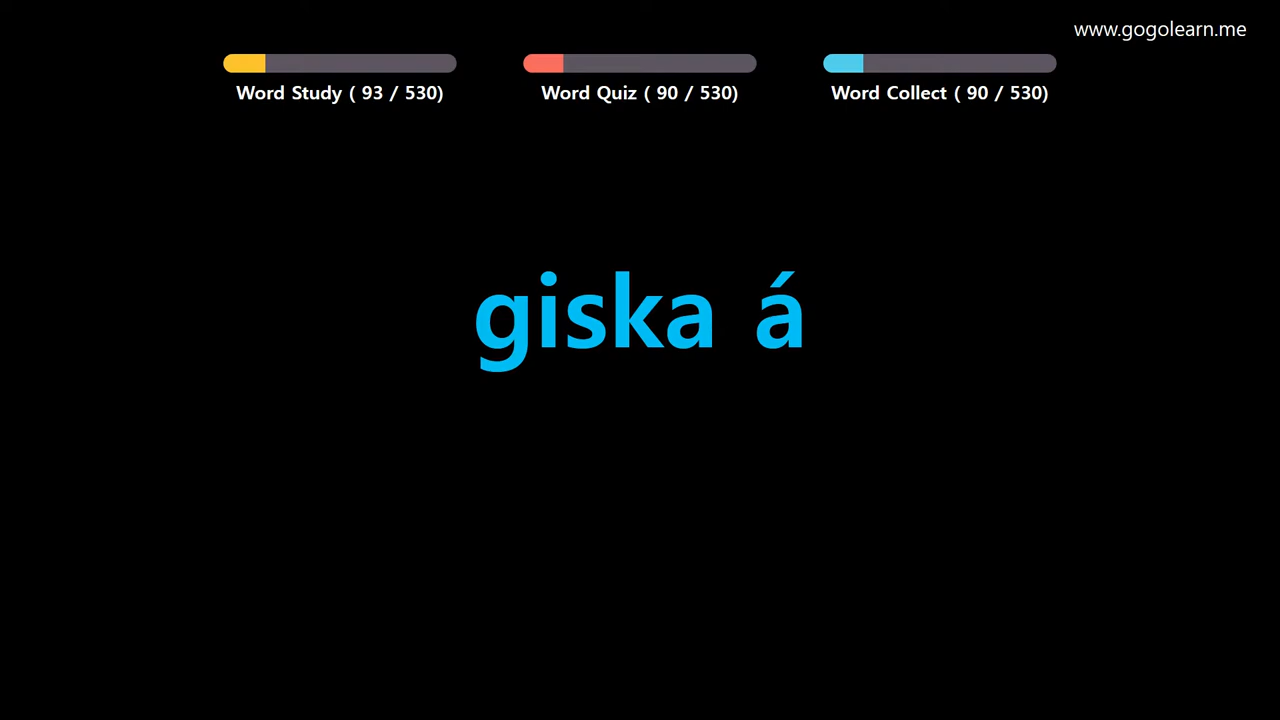 www.gogolearn.me
Word Study ( 93 / 530)
Word Quiz ( 90 / 530)
Word Collect ( 90 / 530)
giska á